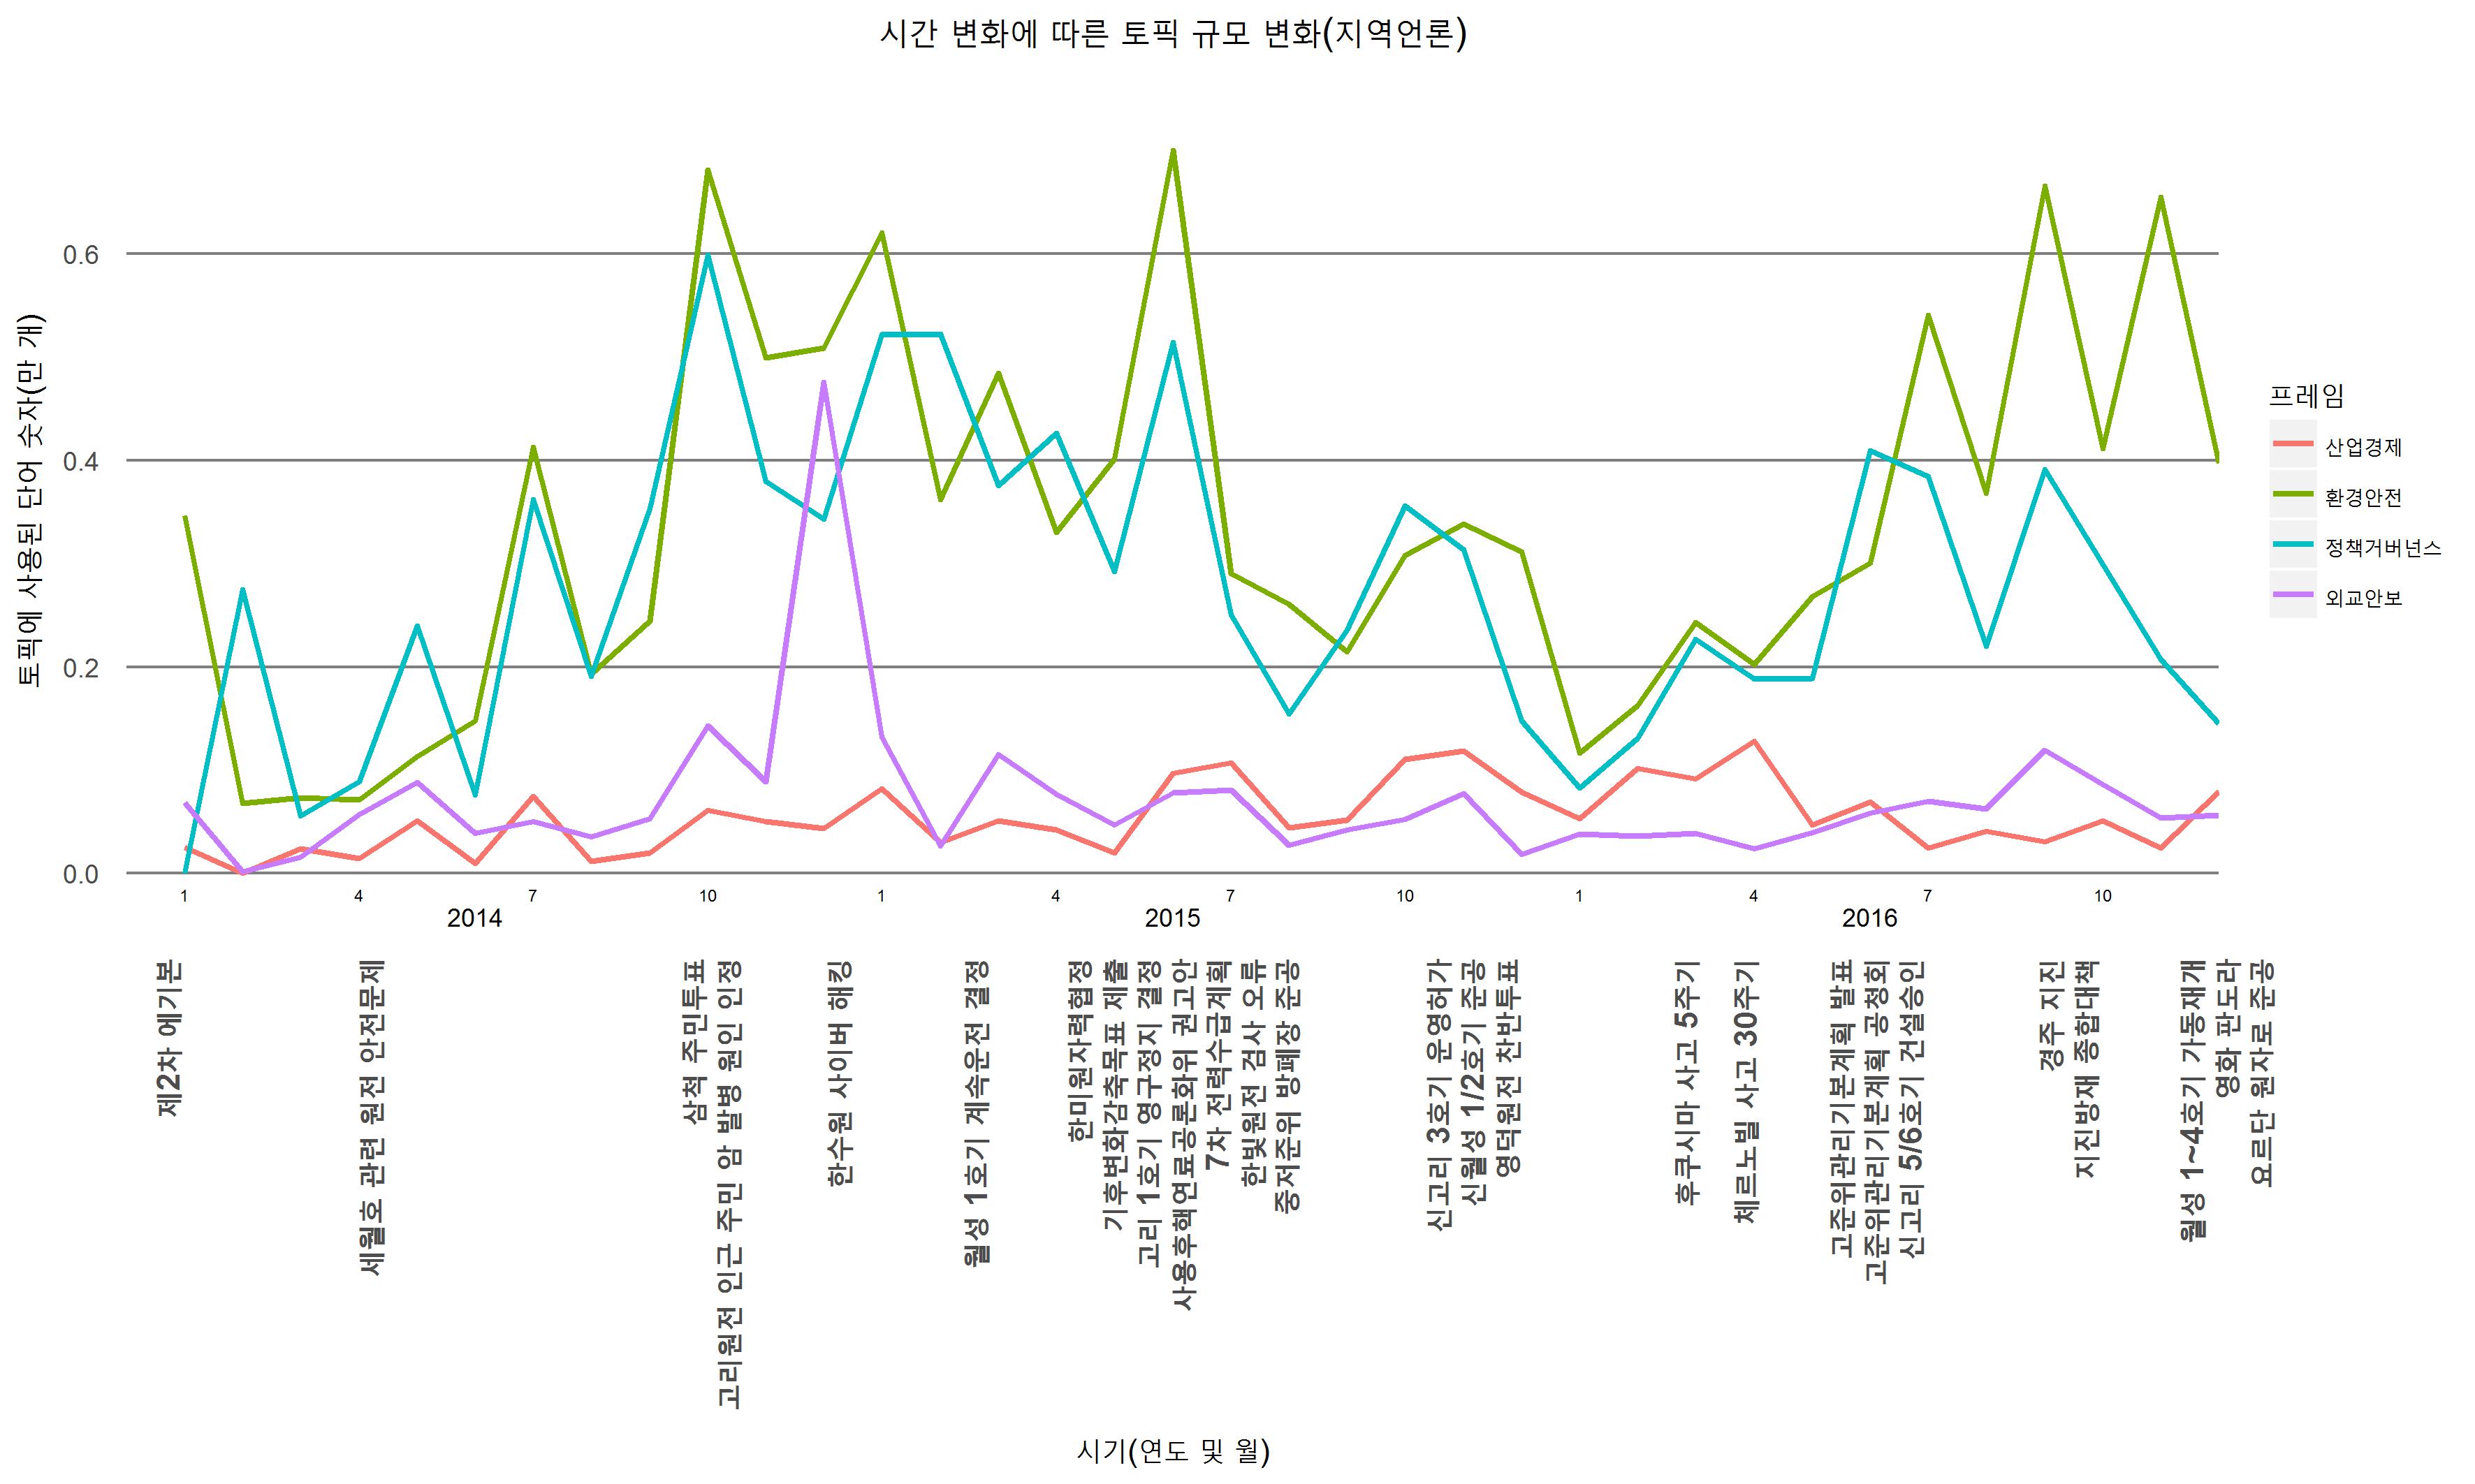 시간 변화에 따른 토픽 규모 변화(지역언론)
토픽에 사용된 단어 숫자(만 개)
0.6
0.4
0.2
0.0
1
4
7
10
1
4
7
10
1
4
7
10
2014
2015
2016
제2차 에기본
세월호 관련 원전 안전문제
삼척 주민투표
고리원전 인근 주민 암 발병 원인 인정
한수원 사이버 해킹
월성 1호기 계속운전 결정
한미원자력협정
기후변화감축목표 제출
고리 1호기 영구정지 결정
사용후핵연료공론화위 권고안
7차 전력수급계획
한빛원전 검사 오류
중저준위 방폐장 준공
신고리 3호기 운영허가
신월성 1/2호기 준공
영덕원전 찬반투표
후쿠시마 사고 5주기
체르노빌 사고 30주기
고준위관리기본계획 발표
고준위관리기본계획 공청회
신고리 5/6호기 건설승인
경주 지진
지진방재 종합대책
월성 1~4호기 가동재개
영화 판도라
요르단 원자로 준공
시기(연도 및 월)
프레임
산업경제
환경안전
정책거버넌스
외교안보